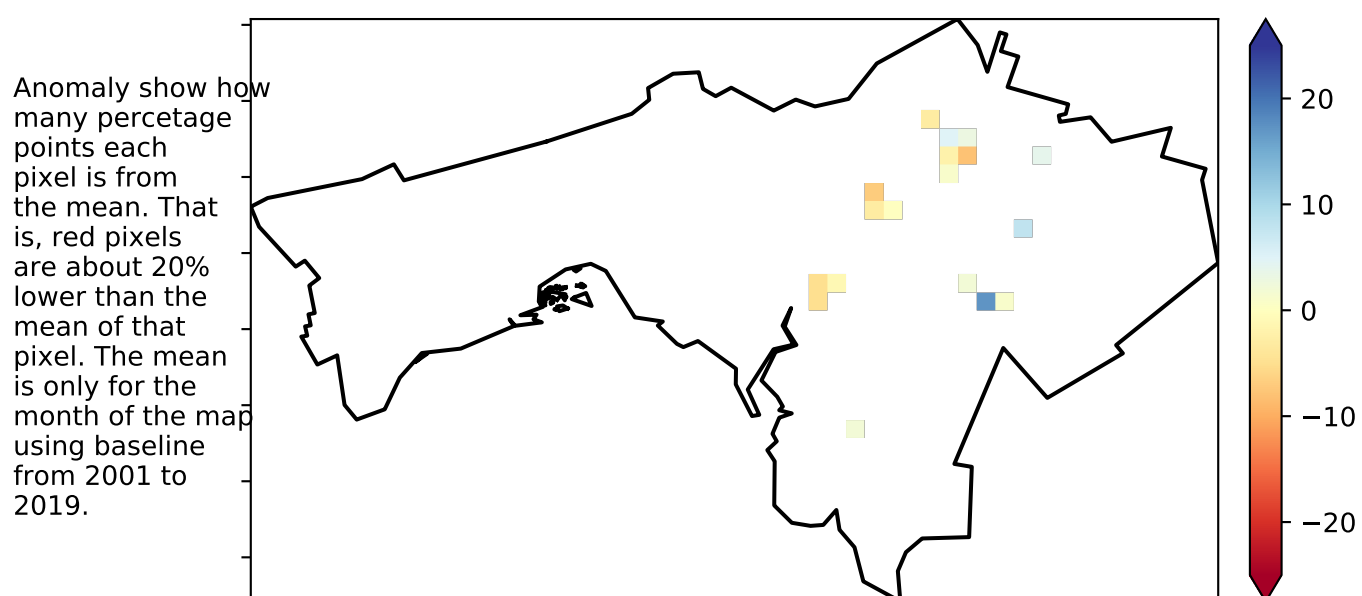 Anomaly show how
many percetage
points each
pixel is from
the mean. That
is, red pixels
are about 20%
lower than the
mean of that
pixel. The mean
is only for the
month of the map
using baseline
from 2001 to
2019.
20
10
0
−10
−20